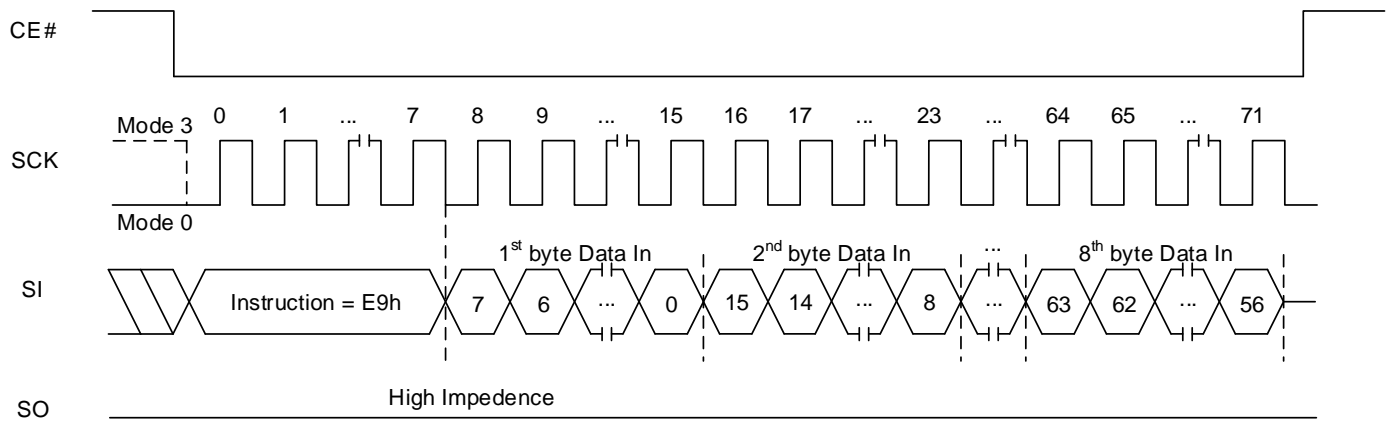 CE#
0 1 ... 7 8 9 ... 15 16 17 ... 23 ... 64 65 ... 71
Mode 3
SCK
Mode 0
1st byte Data In 2nd byte Data In ... 8th byte Data In
SI
Instruction = E9h 7 6 ... 0 15 14 ... 8 ... 63 62 ... 56
High Impedence
SO